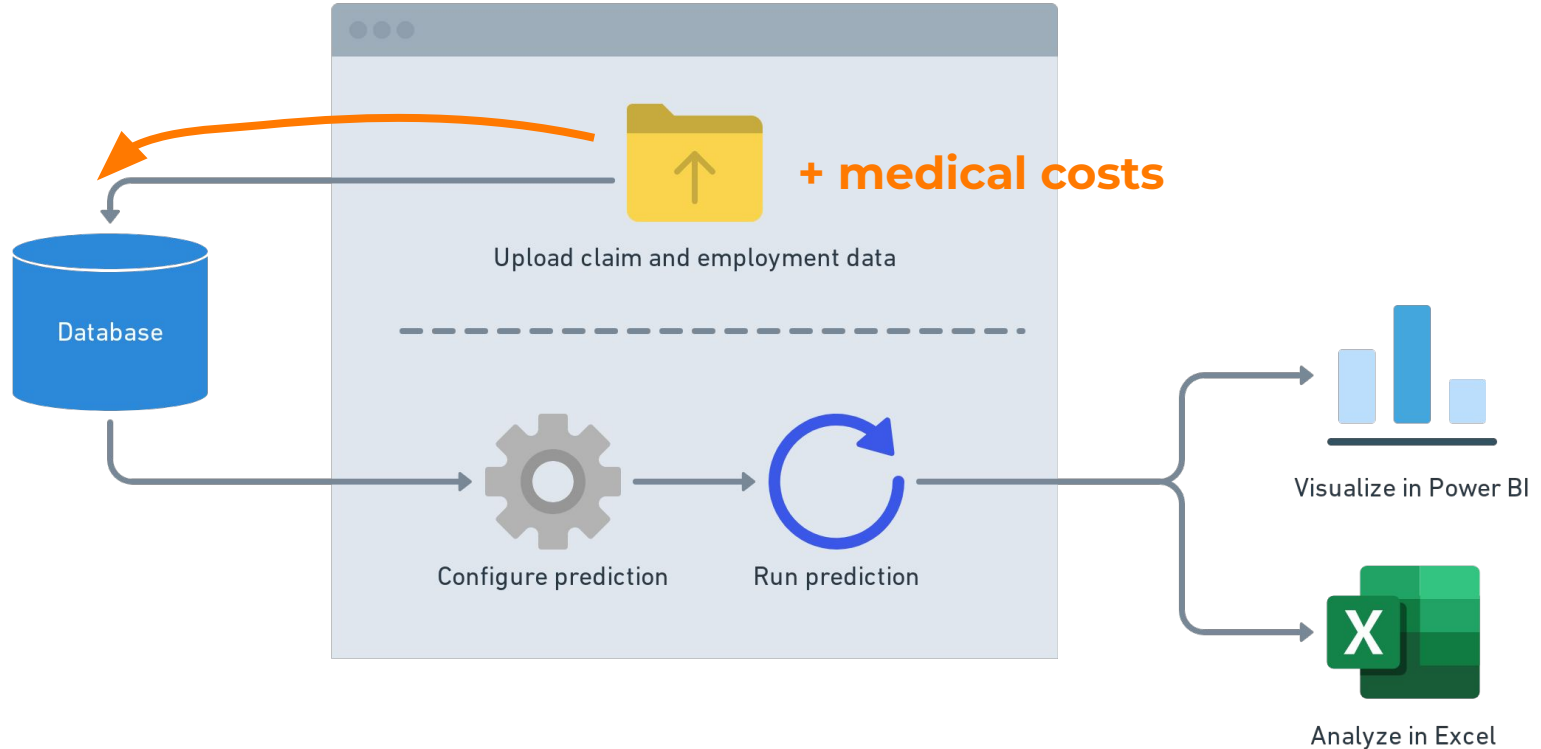 + medical costs
Upload claim and employment data
Database
Configure prediction
Run prediction
Visualize in Power BI
X
Analyze in Excel